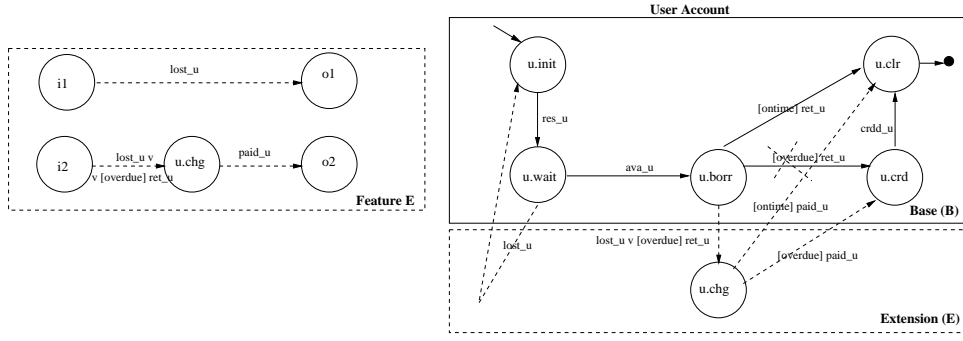 User Account
i1
lost_u
o1
i2
lost_u v
v [overdue] ret_u
u.chg
paid_u
o2
Feature E
u.init
u.clr
res_u
[ontime] ret_u
crdd_u
u.wait
ava_u
u.borr
[overdue] ret_u
u.crd
[ontime] paid_u
Base (B)
lost_u
lost_u v [overdue] ret_u
[overdue] paid_u
u.chg
Extension (E)